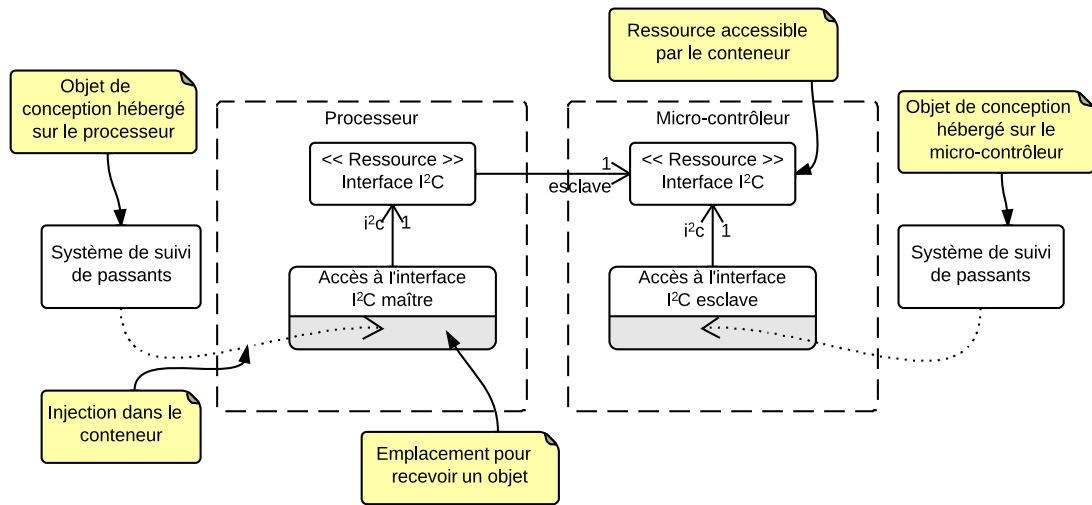 Ressource accessible
par le conteneur
Objet de
conception hébergé
sur le processeur
Processeur
Micro-contrôleur
Objet de conception
hébergé sur le
micro-contrôleur
<< Ressource >>
Interface I²C
1
esclave
<< Ressource >>
Interface I²C
i²c
1
i²c
1
Système de suivi
de passants
Accès à l'interface
I²C maître
Accès à l'interface
I²C esclave
Système de suivi
de passants
Injection dans le
conteneur
Emplacement pour
recevoir un objet